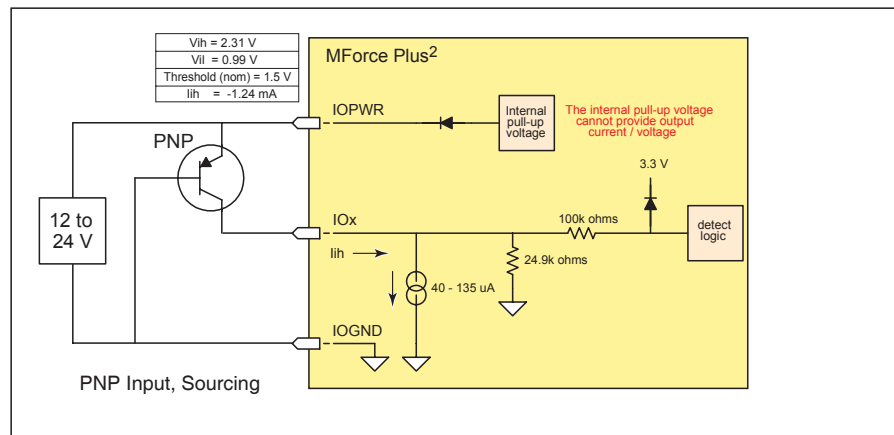 Vih = 2.31 V
Vil = 0.99 V
Threshold (nom) = 1.5 V
Iih = -1.24 mA
MForce Plus²
IOPWR
Internal
pull-up
voltage
The internal pull-up voltage
cannot provide output
current / voltage
PNP
3.3 V
12 to
24 V
IOx
100k ohms
detect
logic
Iih
24.9k ohms
40 - 135 uA
IOGND
PNP Input, Sourcing